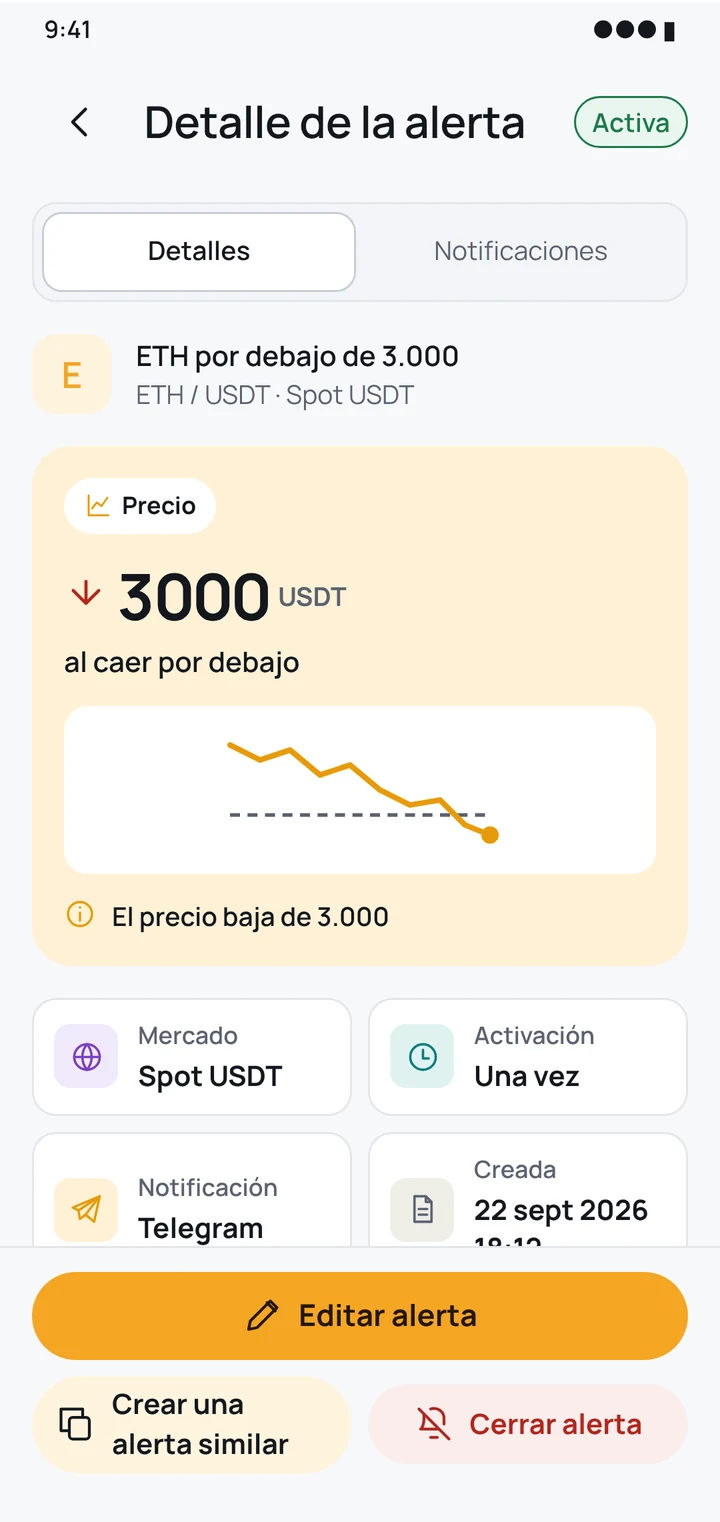 9:41
Detalle de la alerta
Activa
Detalles
Notificaciones
E
ETH por debajo de 3.000
ETH / USDT · Spot USDT
Precio
3000 USDT
al caer por debajo
El precio baja de 3.000
Mercado
Spot USDT
Activación
Una vez
Notificación
Telegram
Creada
22 sept 2026
Editar alerta
Crear una
alerta similar
Cerrar alerta